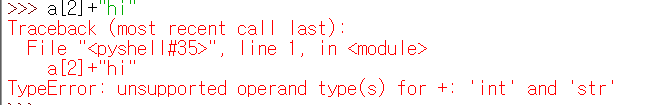 >>> a[2]+"hi"
Traceback (most recent call last):
  File "<pyshell#35>", line 1, in <module>
    a[2]+"hi"
TypeError: unsupported operand type(s) for +: 'int' and 'str'